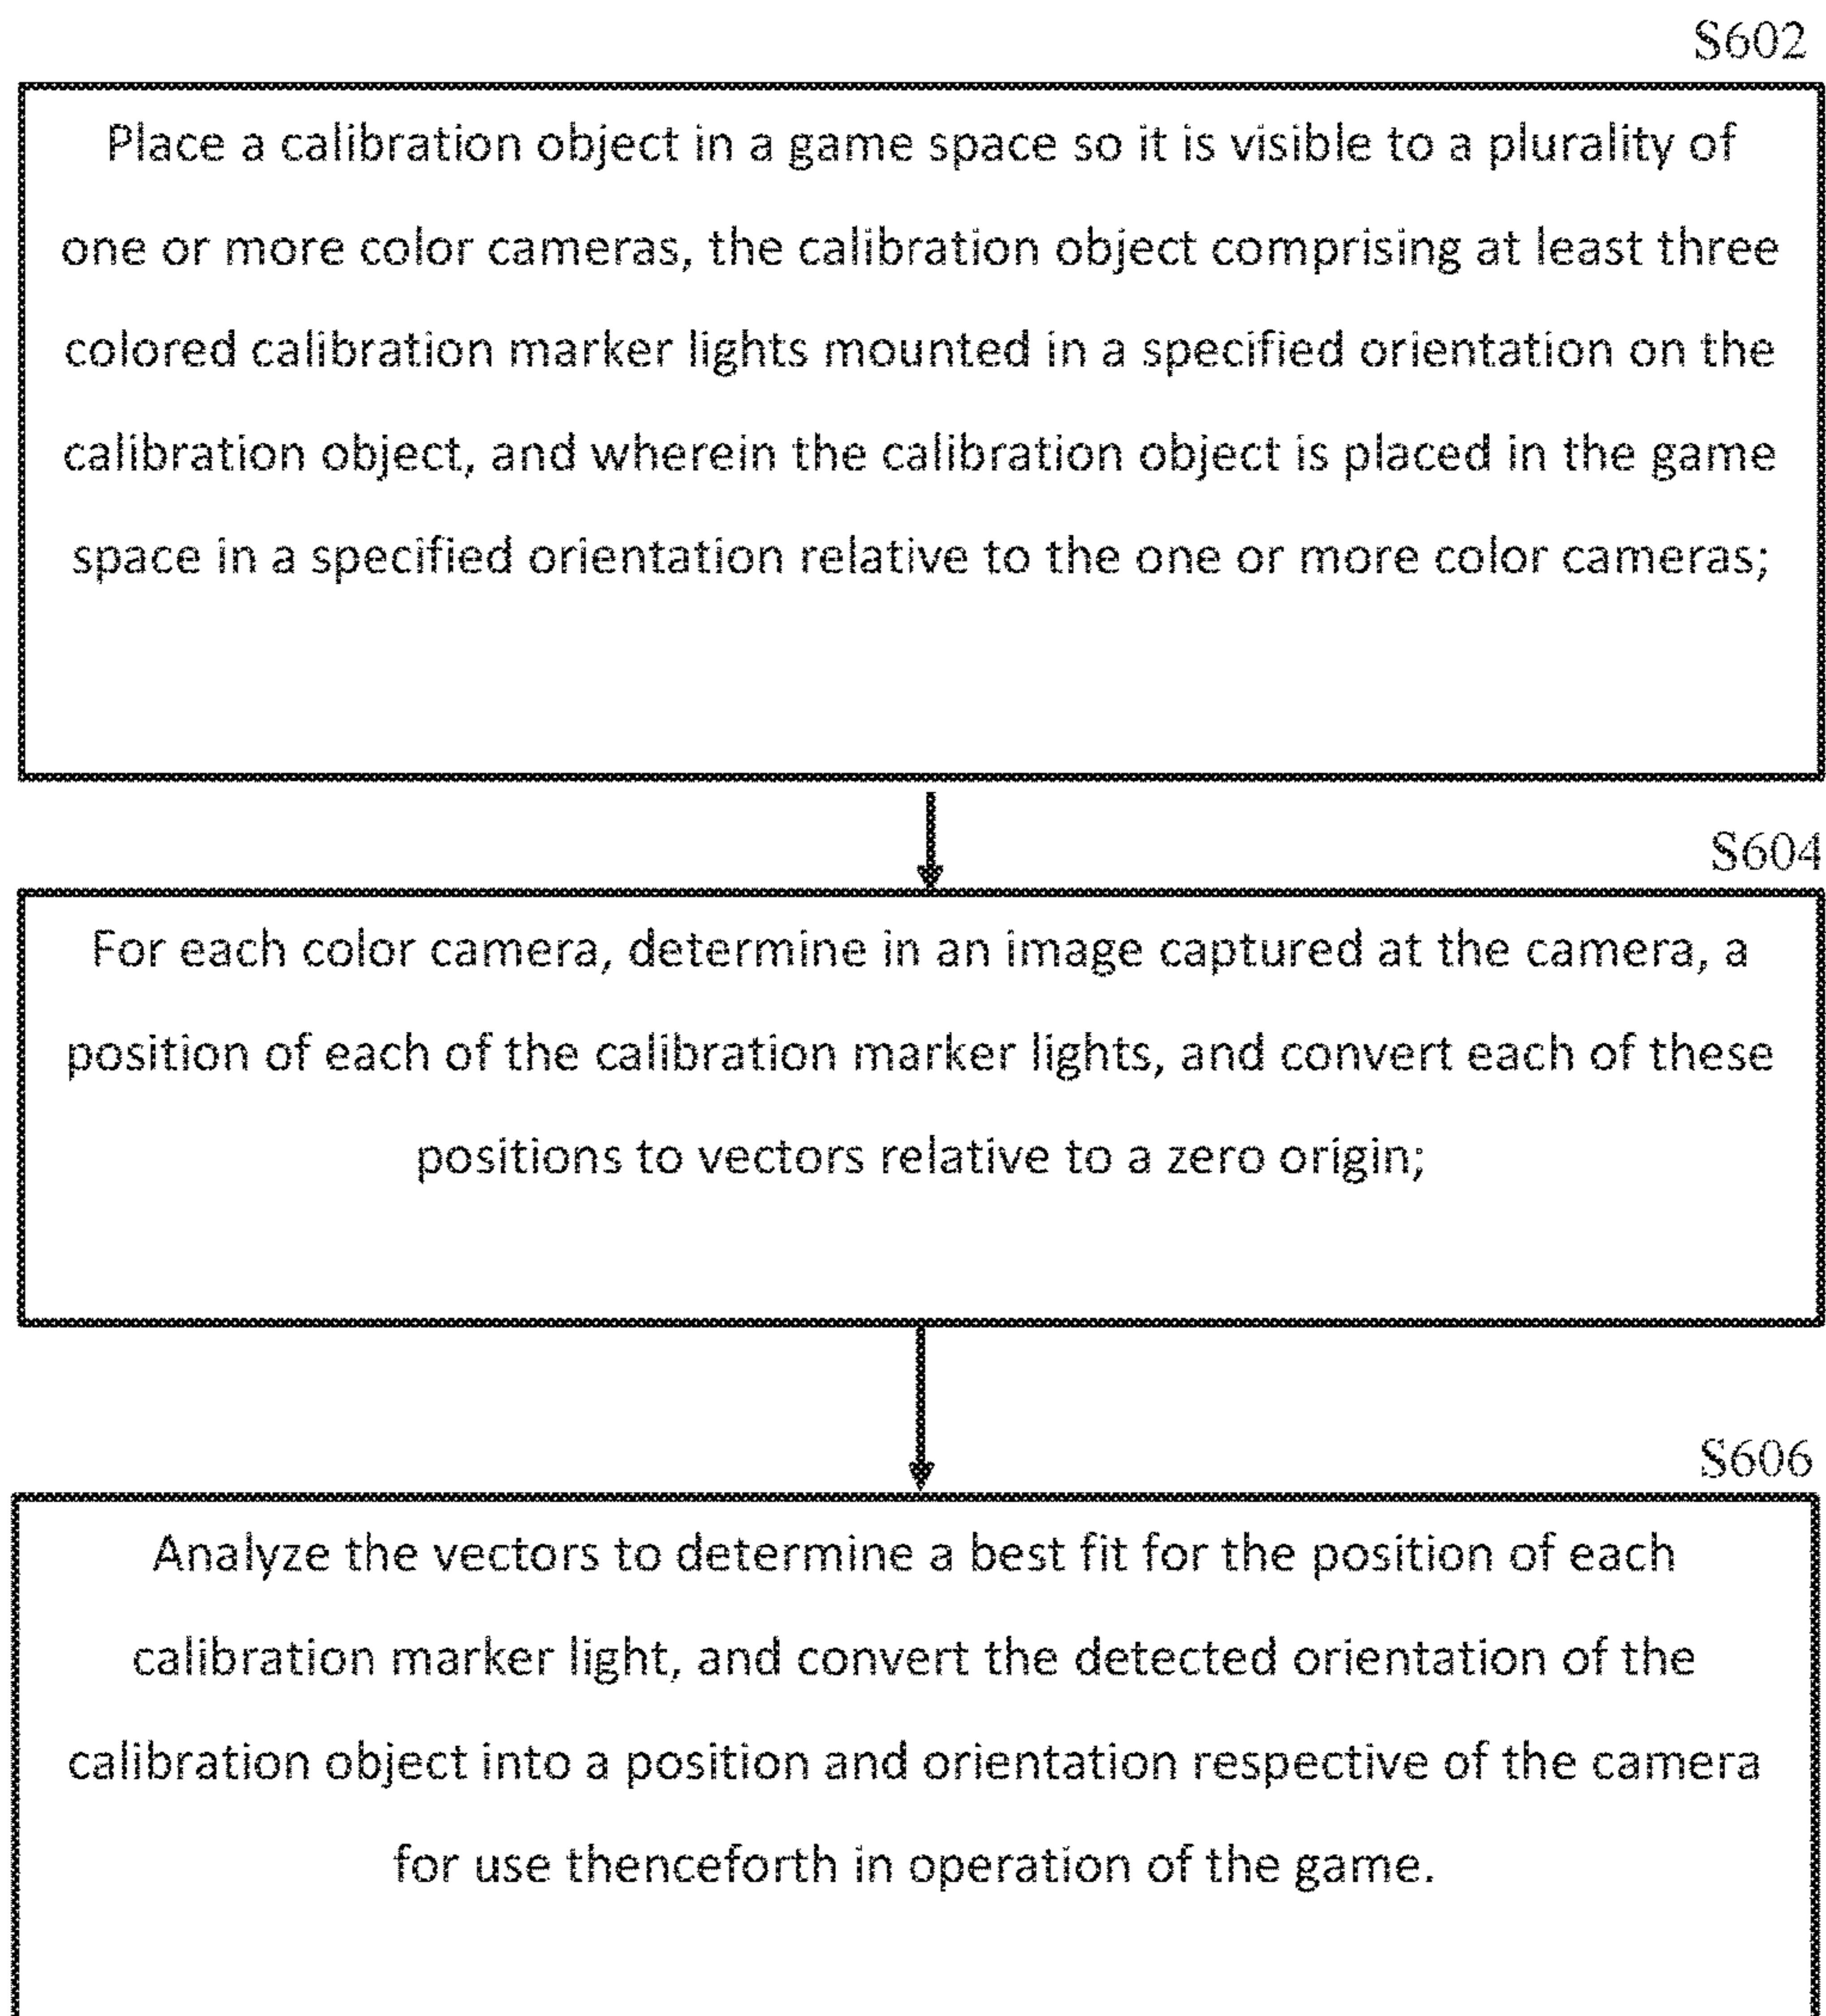 S602
Place a calibration object in a game space so it is visible to a plurality of
one or more color cameras, the calibration object comprising at least three
colored calibration marker lights mounted in a specified orientation on the
calibration object, and wherein the calibration object is placed in the game
space in a specified orientation relative to the one or more color cameras;
S604
For each color camera, determine in an image captured at the camera, a
position of each of the calibration marker lights, and convert each of these
positions to vectors relative to a zero origin;
S606
Analyze the vectors to determine a best fit for the position of each
calibration marker light, and convert the detected orientation of the
calibration object into a position and orientation respective of the camera
for use thenceforth in operation of the game.